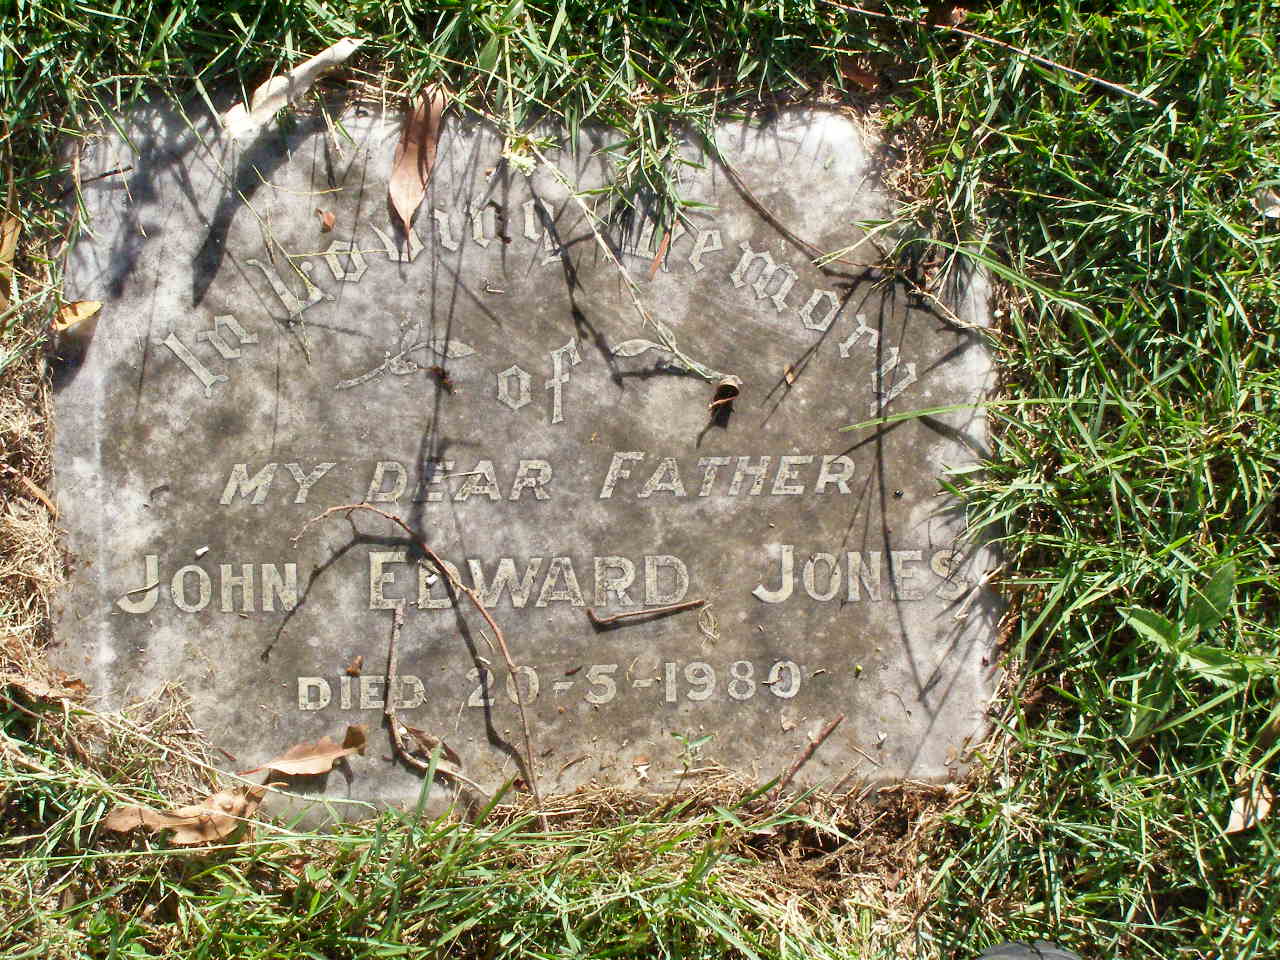 In Loving Memory
of
MY DEAR FATHER
JOHN EDWARD JONES
DIED 20-5-1980